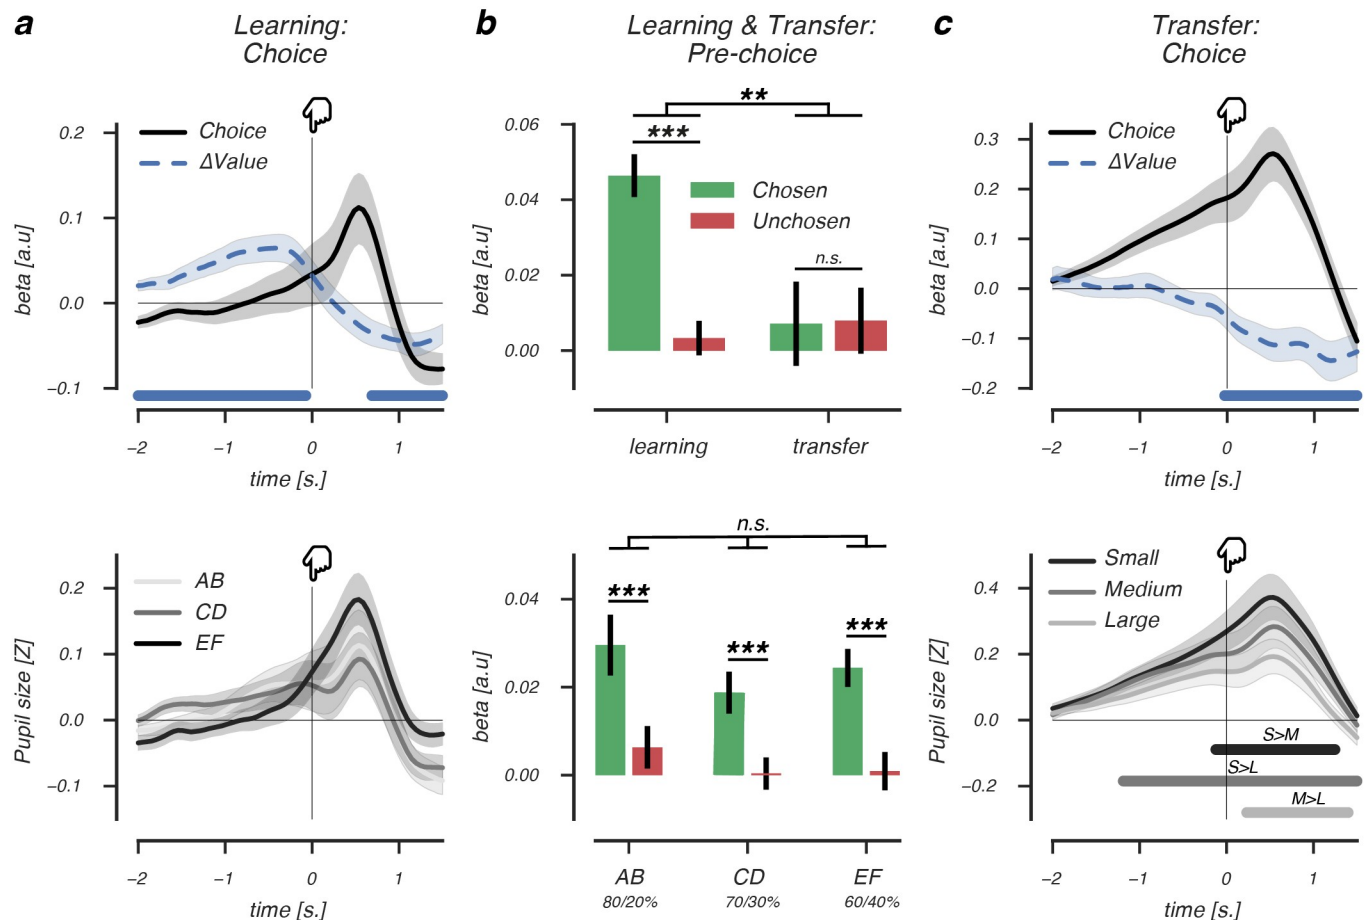 a
Learning:
Choice
0.2
0.1
0.0
−0.1
beta [a.u]
Choice
ΔValue
−2
−1
0
1
time [s.]
0.2
0.1
0.0
−0.1
Pupil size [Z]
AB
CD
EF
−2
−1
0
1
time [s.]
b
Learning & Transfer:
Pre-choice
0.06
0.04
0.02
0.00
beta [a.u]
**
***
Chosen
Unchosen
n.s.
learning
transfer
n.s.
0.04
0.02
0.00
beta [a.u]
***
***
***
AB
CD
EF
80/20%
70/30%
60/40%
c
Transfer:
Choice
0.3
0.2
0.1
0.0
−0.1
−0.2
beta [a.u]
Choice
ΔValue
−2
−1
0
1
time [s.]
0.4
0.2
0.0
−0.2
Pupil size [Z]
Small
Medium
Large
S>M
S>L
M>L
−2
−1
0
1
time [s.]